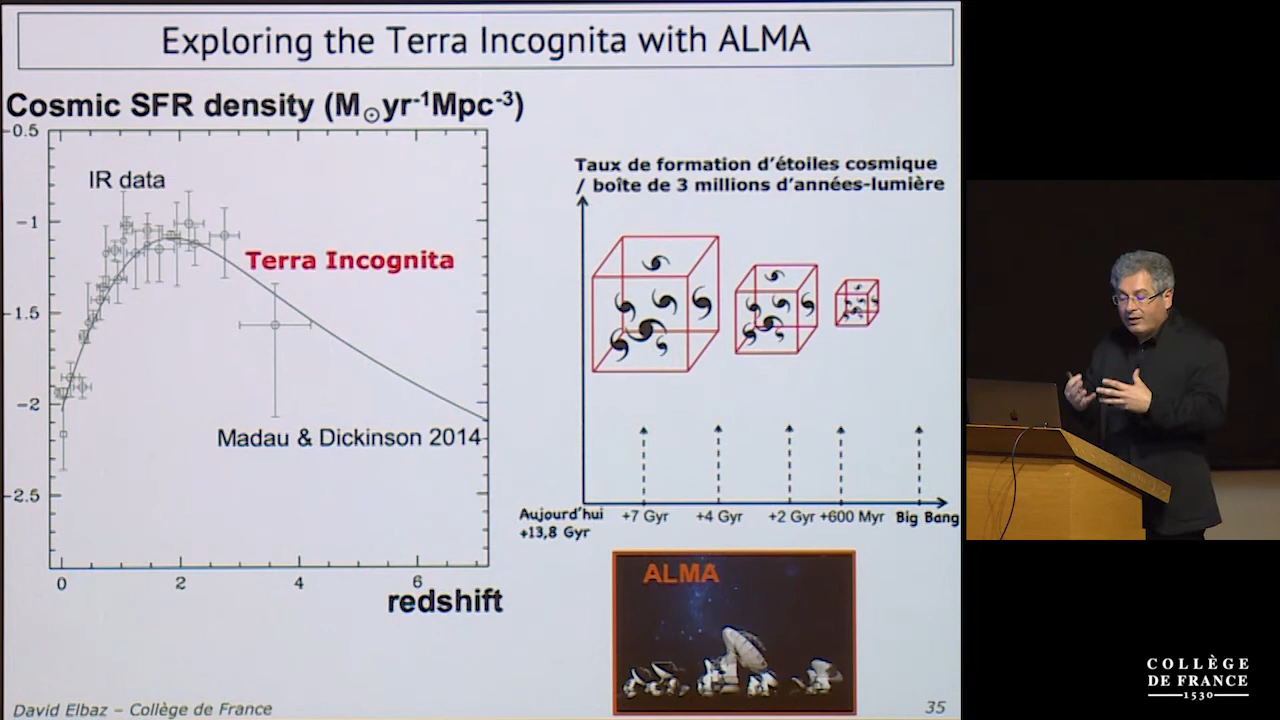 Exploring the Terra Incognita with ALMA
Cosmic SFR density (M☉yr⁻¹Mpc⁻³)
-0.5
IR data
-1
Terra Incognita
-1.5
-2
Madau & Dickinson 2014
-2.5
0
2
4
6
redshift
Taux de formation d'étoiles cosmique
/ boîte de 3 millions d'années-lumière
Aujourd'hui
+13,8 Gyr
+7 Gyr
+4 Gyr
+2 Gyr
+600 Myr
Big Bang
ALMA
David Elbaz – Collège de France
35
COLLÈGE
DE FRANCE
1530